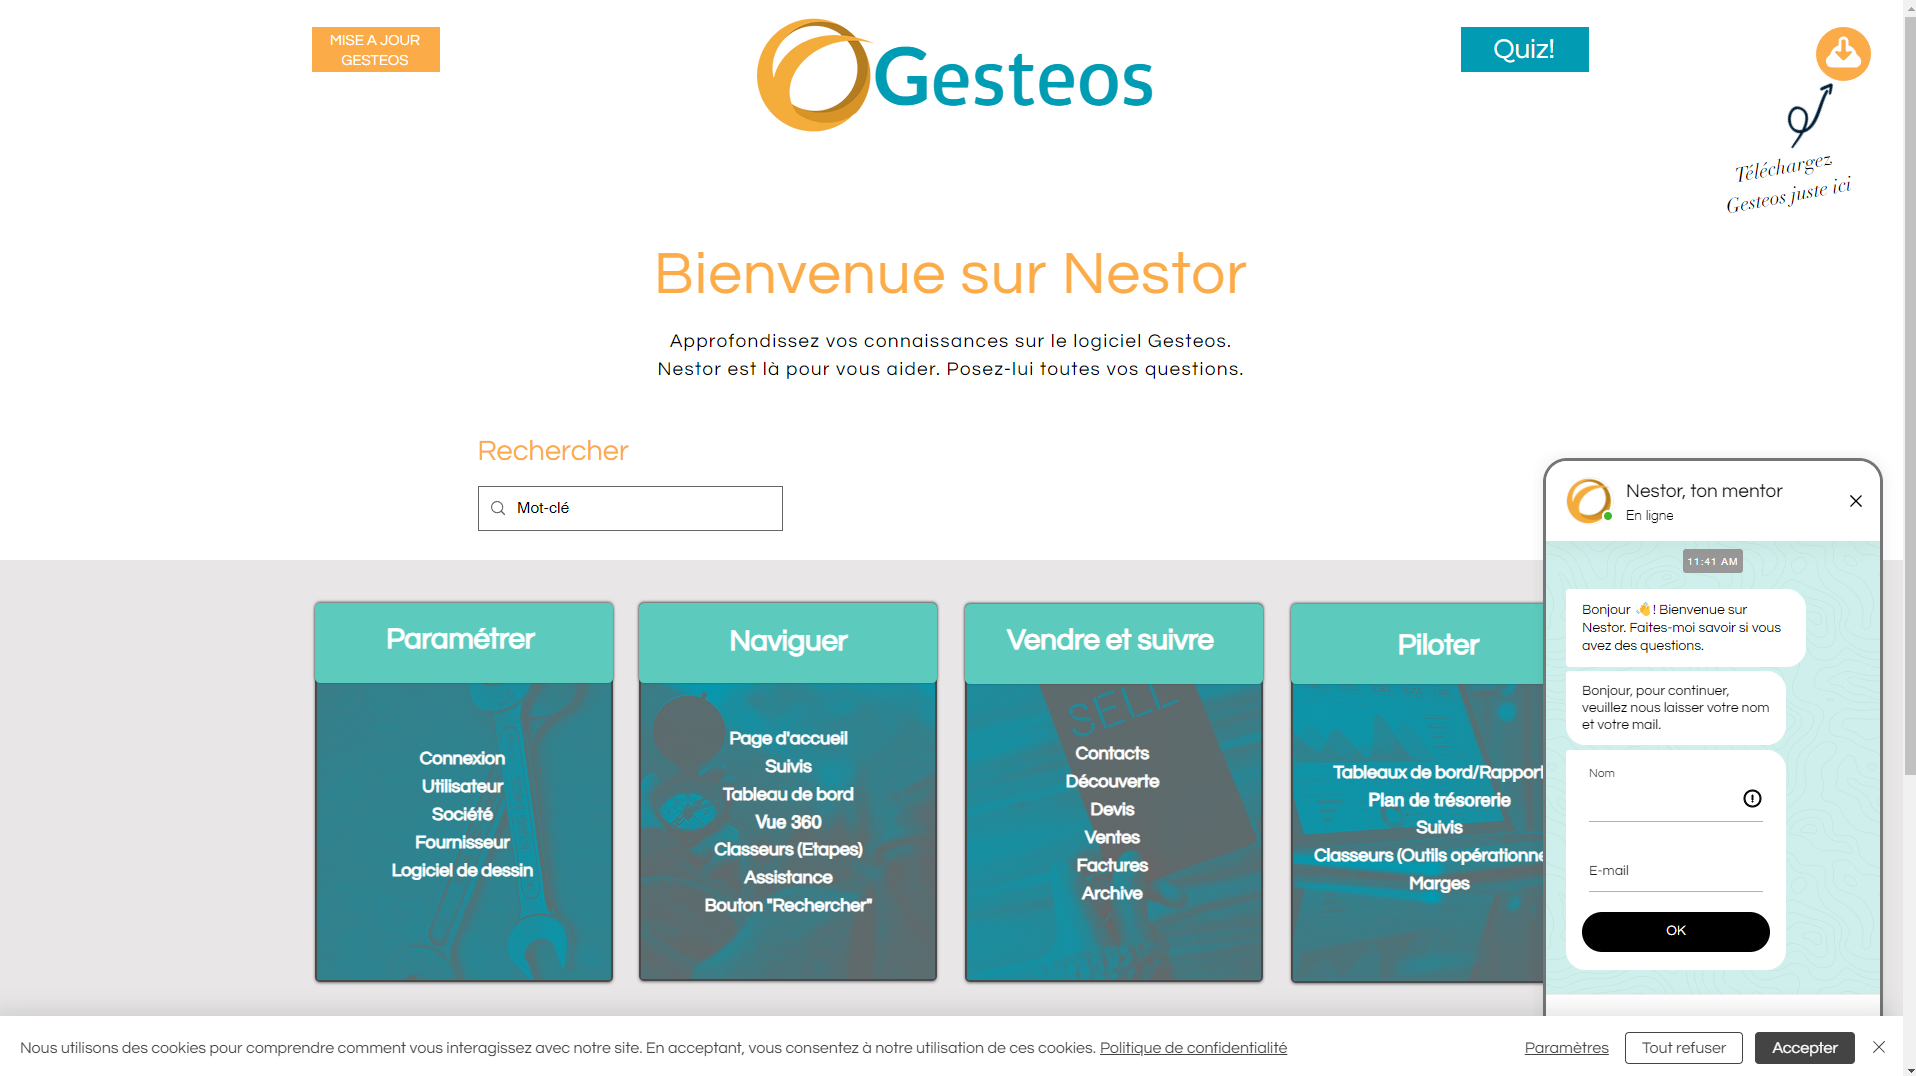 MISE A JOUR
GESTEOS
Gesteos
Quiz!
Téléchargez
Gesteos juste ici
Bienvenue sur Nestor
Approfondissez vos connaissances sur le logiciel Gesteos.
Nestor est là pour vous aider. Posez-lui toutes vos questions.
Rechercher
Mot-clé
Paramétrer
Connexion
Utilisateur
Société
Fournisseur
Logiciel de dessin
Naviguer
Page d'accueil
Suivis
Tableau de bord
Vue 360
Classeurs (Etapes)
Assistance
Bouton "Rechercher"
Vendre et suivre
SELL
Contacts
Découverte
Devis
Ventes
Factures
Archive
Piloter
Tableaux de bord/Rapport
Plan de trésorerie
Suivis
Classeurs (Outils opérationne
Marges
Nestor, ton mentor
En ligne
11:41 AM
Bonjour 👋! Bienvenue sur
Nestor. Faites-moi savoir si vous
avez des questions.
Bonjour, pour continuer,
veuillez nous laisser votre nom
et votre mail.
Nom
E-mail
OK
Nous utilisons des cookies pour comprendre comment vous interagissez avec notre site. En acceptant, vous consentez à notre utilisation de ces cookies. Politique de confidentialité
Paramètres
Tout refuser
Accepter